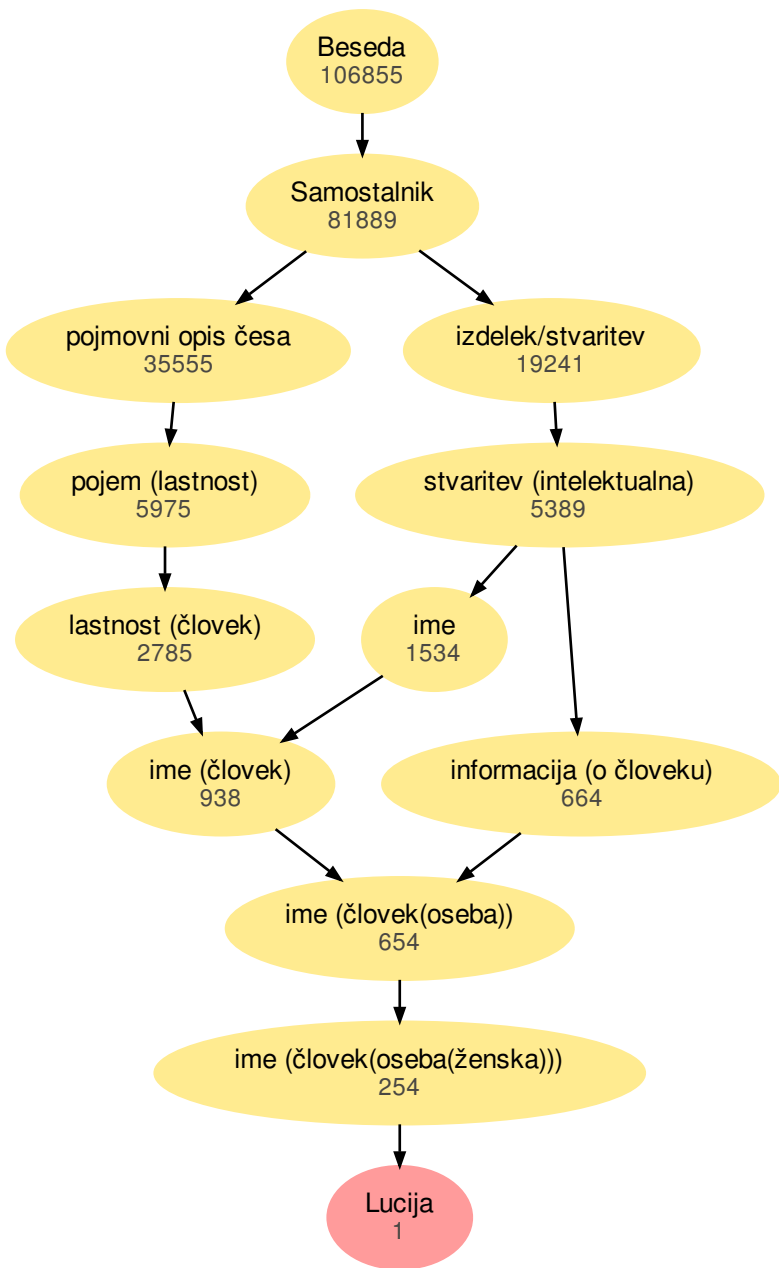 Beseda
106855
Samostalnik
81889
pojmovni opis česa
35555
izdelek/stvaritev
19241
pojem (lastnost)
5975
stvaritev (intelektualna)
5389
lastnost (človek)
2785
ime
1534
ime (človek)
938
informacija (o človeku)
664
ime (človek(oseba))
654
ime (človek(oseba(ženska)))
254
Lucija
1